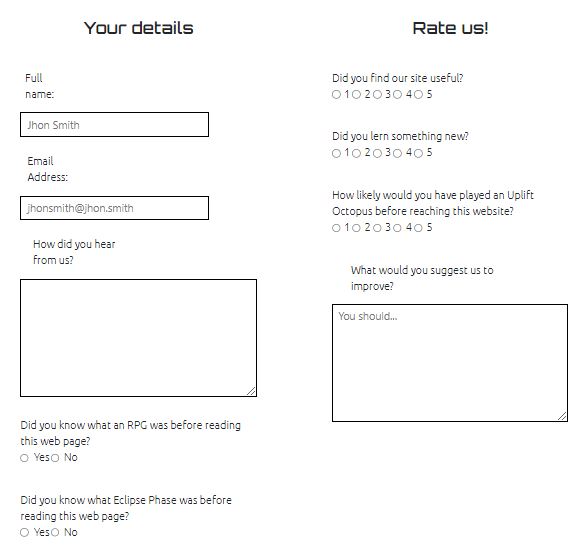 Your details
Full
name:
Jhon Smith
Email
Address:
jhonsmith@jhon.smith
How did you hear
from us?
Did you know what an RPG was before reading
this web page?
Yes No
Did you know what Eclipse Phase was before
reading this web page?
Yes No
Rate us!
Did you find our site useful?
1 2 3 4 5
Did you lern something new?
1 2 3 4 5
How likely would you have played an Uplift
Octopus before reaching this website?
1 2 3 4 5
What would you suggest us to
improve?
You should...